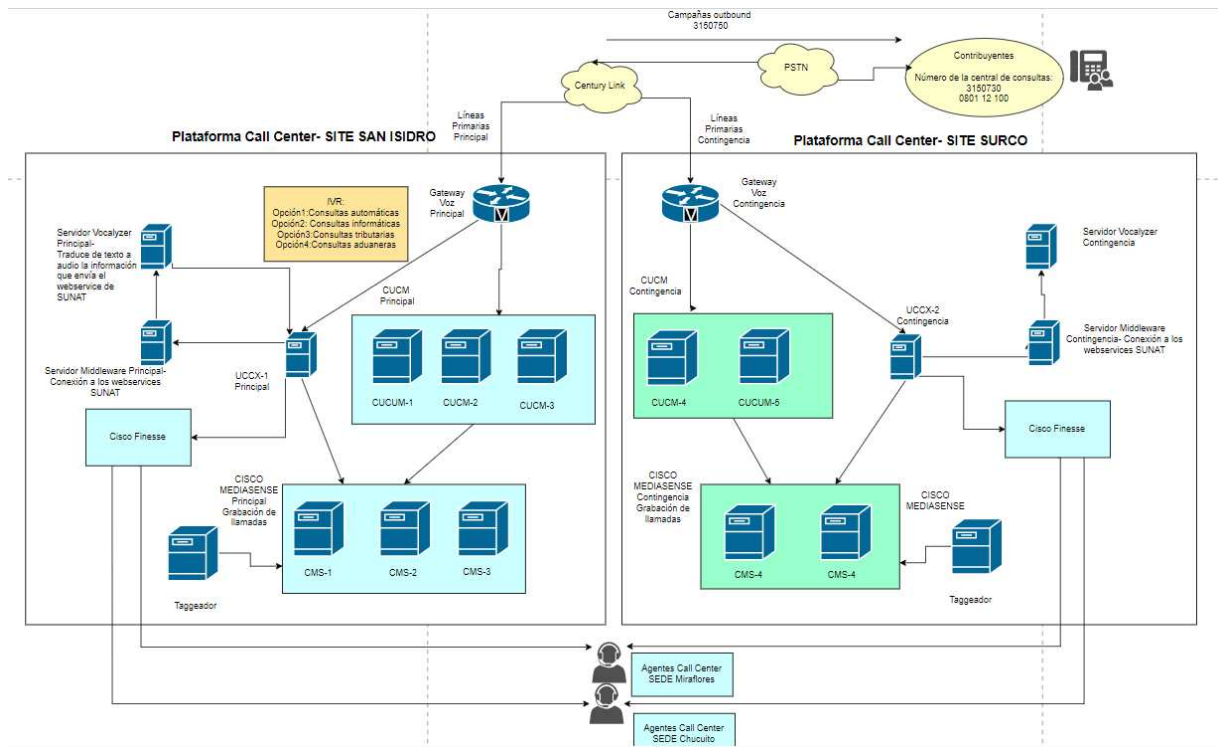 Campañas outbound
3150750
Contribuyentes
Número de la central de consultas:
3150730
0801 12 100
PSTN
Century Link
Líneas
Primarias
Principal
Líneas
Primarias
Contingencia
Plataforma Call Center- SITE SAN ISIDRO
Plataforma Call Center- SITE SURCO
IVR:
Opción1:Consultas automáticas
Opción2: Consultas informáticas
Opción3:Consultas tributarias
Opción4:Consultas aduaneras
Gateway
Voz
Principal
V
Servidor Vocalyzer
Principal-
Traduce de texto a
audio la información
que envía el
webservice de
SUNAT
CUCM
Principal
Servidor Middleware Principal-
Conexión a los webservices
SUNAT
UCCX-1
Principal
CUCUM-1
CUCM-2
CUCM-3
Cisco Finesse
CISCO
MEDIASENSE
Principal
Grabación de
llamadas
CMS-1
CMS-2
CMS-3
Taggeador
V
Gateway
Voz
Contingencia
Servidor Vocalyzer
Contingencia
CUCM
Contingencia
UCCX-2
Contingencia
Servidor Middleware
Contingencia- Conexión a los
webservices SUNAT
CUCM-4
CUCUM-5
Cisco Finesse
CISCO
MEDIASENSE
Contingencia
Grabación de
llamadas
CISCO
MEDIASENSE
CMS-4
CMS-4
Taggeador
Agentes Call Center
SEDE Miraflores
Agentes Call Center
SEDE Chucuito